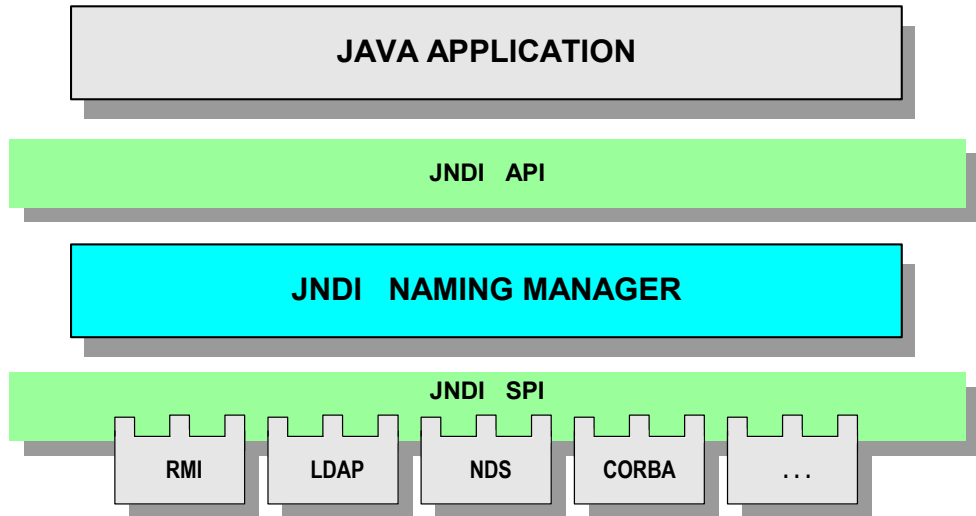 JAVA APPLICATION
JNDI API
JNDI NAMING MANAGER
JNDI SPI
RMI LDAP NDS CORBA ...